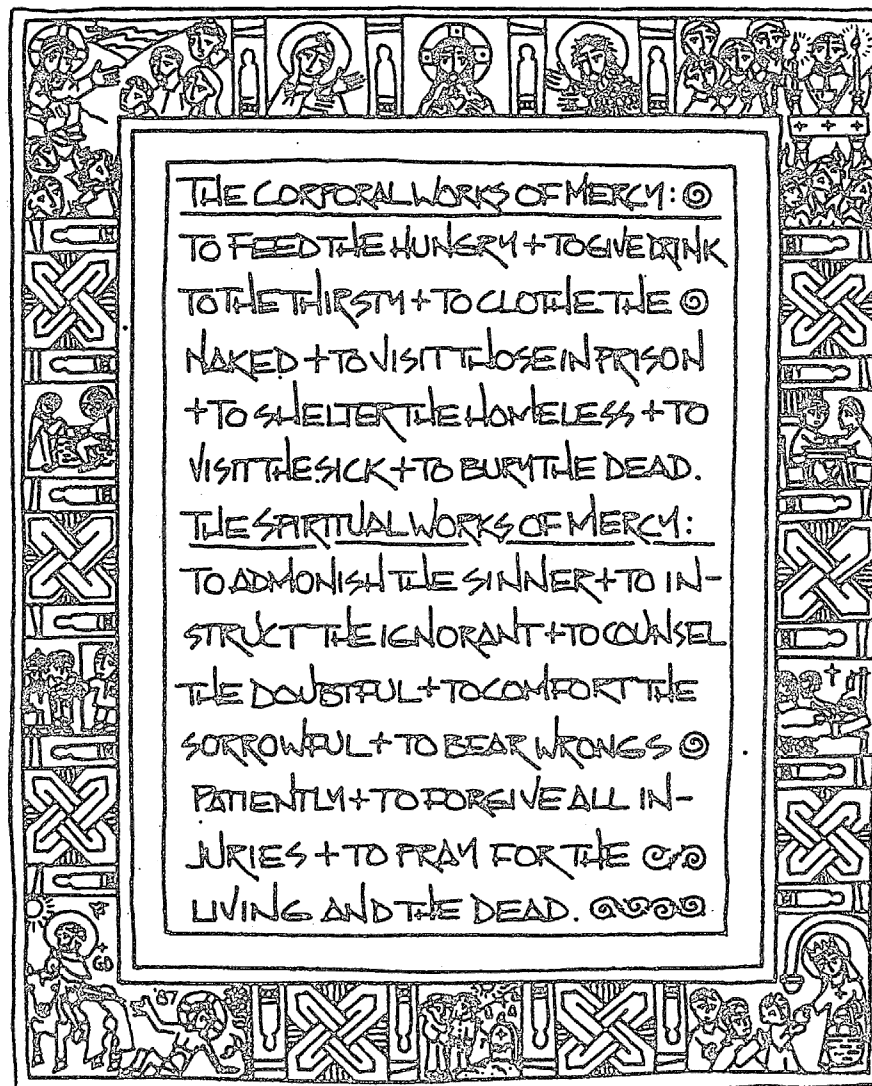 THE CORPORAL WORKS OF MERCY:
TO FEED THE HUNGRY + TO GIVE DRINK
TO THE THIRSTY + TO CLOTHE THE
NAKED + TO VISIT THOSE IN PRISON
+ TO SHELTER THE HOMELESS + TO
VISIT THE SICK + TO BURY THE DEAD.
THE SPIRITUAL WORKS OF MERCY:
TO ADMONISH THE SINNER + TO IN-
STRUCT THE IGNORANT + TO COUNSEL
THE DOUBTFUL + TO COMFORT THE
SORROWFUL + TO BEAR WRONGS
PATIENTLY + TO FORGIVE ALL IN-
JURIES + TO PRAY FOR THE
LIVING AND THE DEAD.
'87